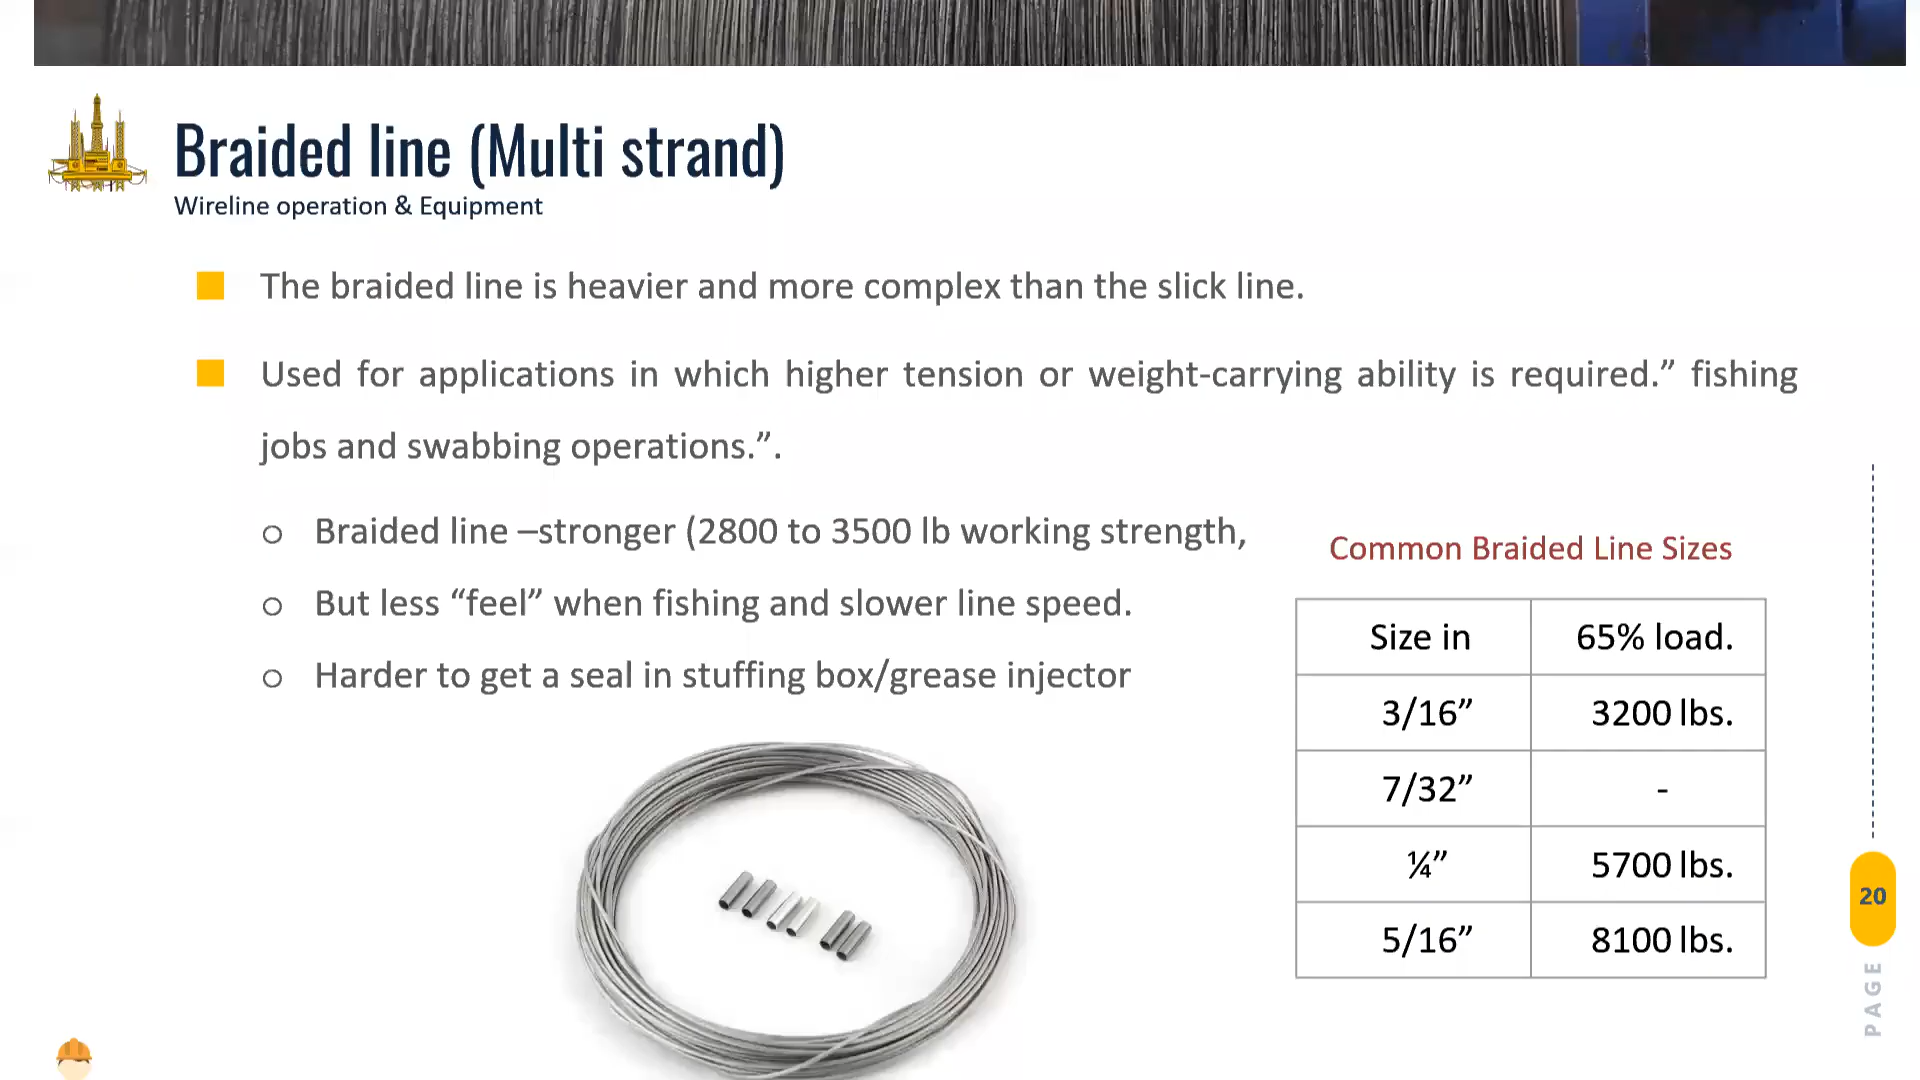 Braided line (Multi strand)
Wireline operation & Equipment
The braided line is heavier and more complex than the slick line.
Used for applications in which higher tension or weight-carrying ability is required.” fishing
jobs and swabbing operations.”.
o Braided line –stronger (2800 to 3500 lb working strength,
o But less “feel” when fishing and slower line speed.
o Harder to get a seal in stuffing box/grease injector
Common Braided Line Sizes
Size in 65% load.
3/16” 3200 lbs.
7/32” -
¼” 5700 lbs.
5/16” 8100 lbs.
20
PAGE